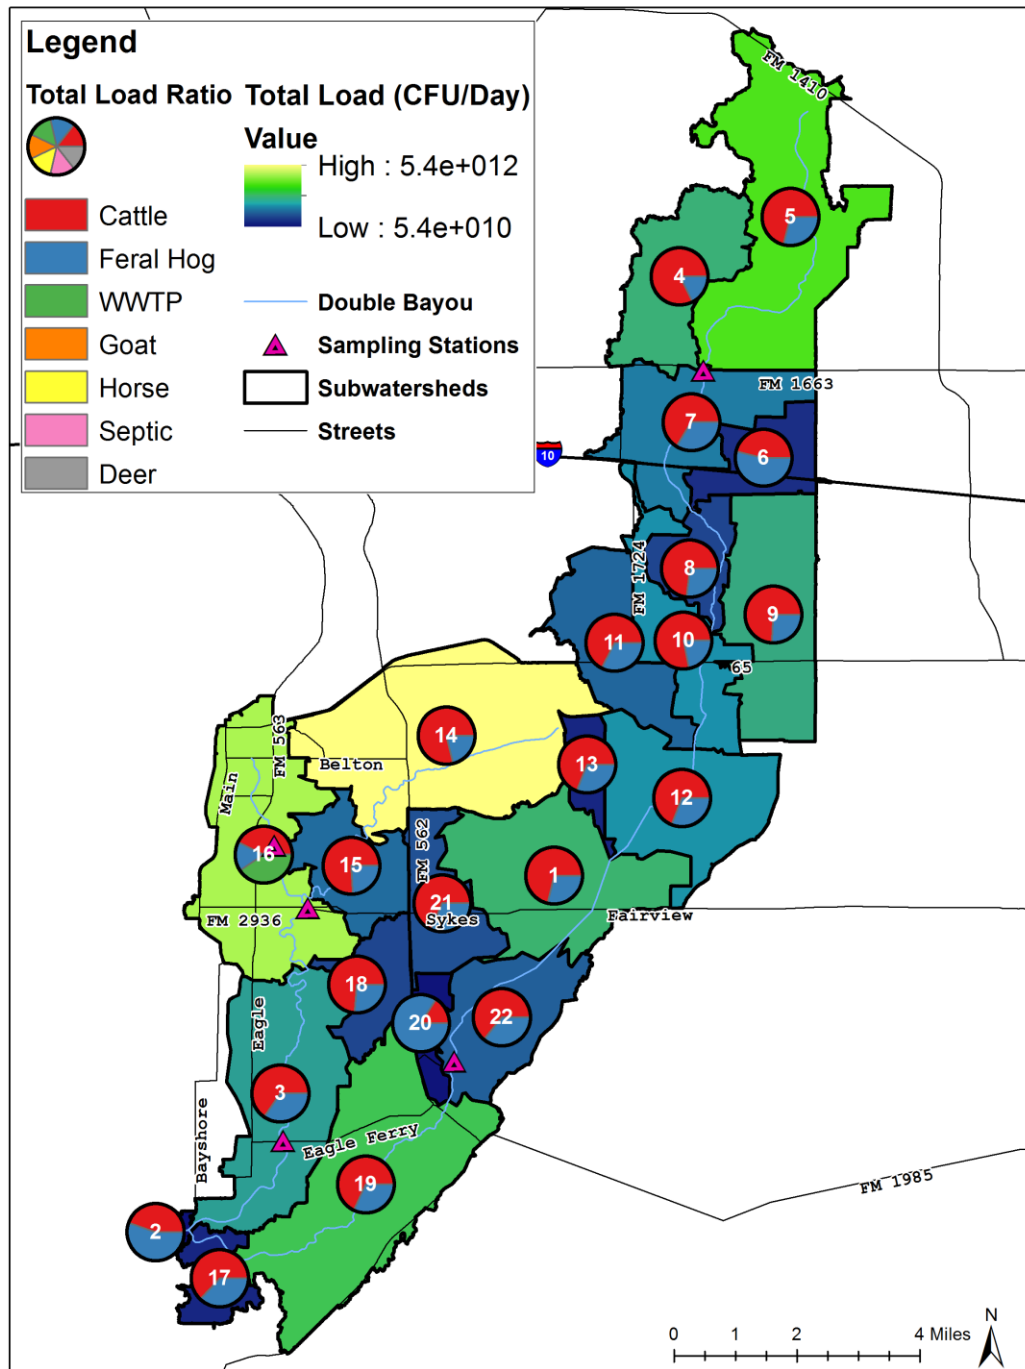 Legend
Total Load Ratio
Cattle
Feral Hog
WWTP
Goat
Horse
Septic
Deer
Total Load (CFU/Day)
Value
High : 5.4e+012
Low : 5.4e+010
Double Bayou
Sampling Stations
Subwatersheds
Streets
FM 1410
5
4
FM 1663
7
6
10
FM 1724
8
9
11
10
65
14
FM 563
Belton
13
Main
12
16
15
FM 562
1
21
FM 2936
Sykes
Fairview
18
20
22
Eagle
3
Bayshore
Eagle Ferry
19
FM 1985
2
17
N
0 1 2 4 Miles